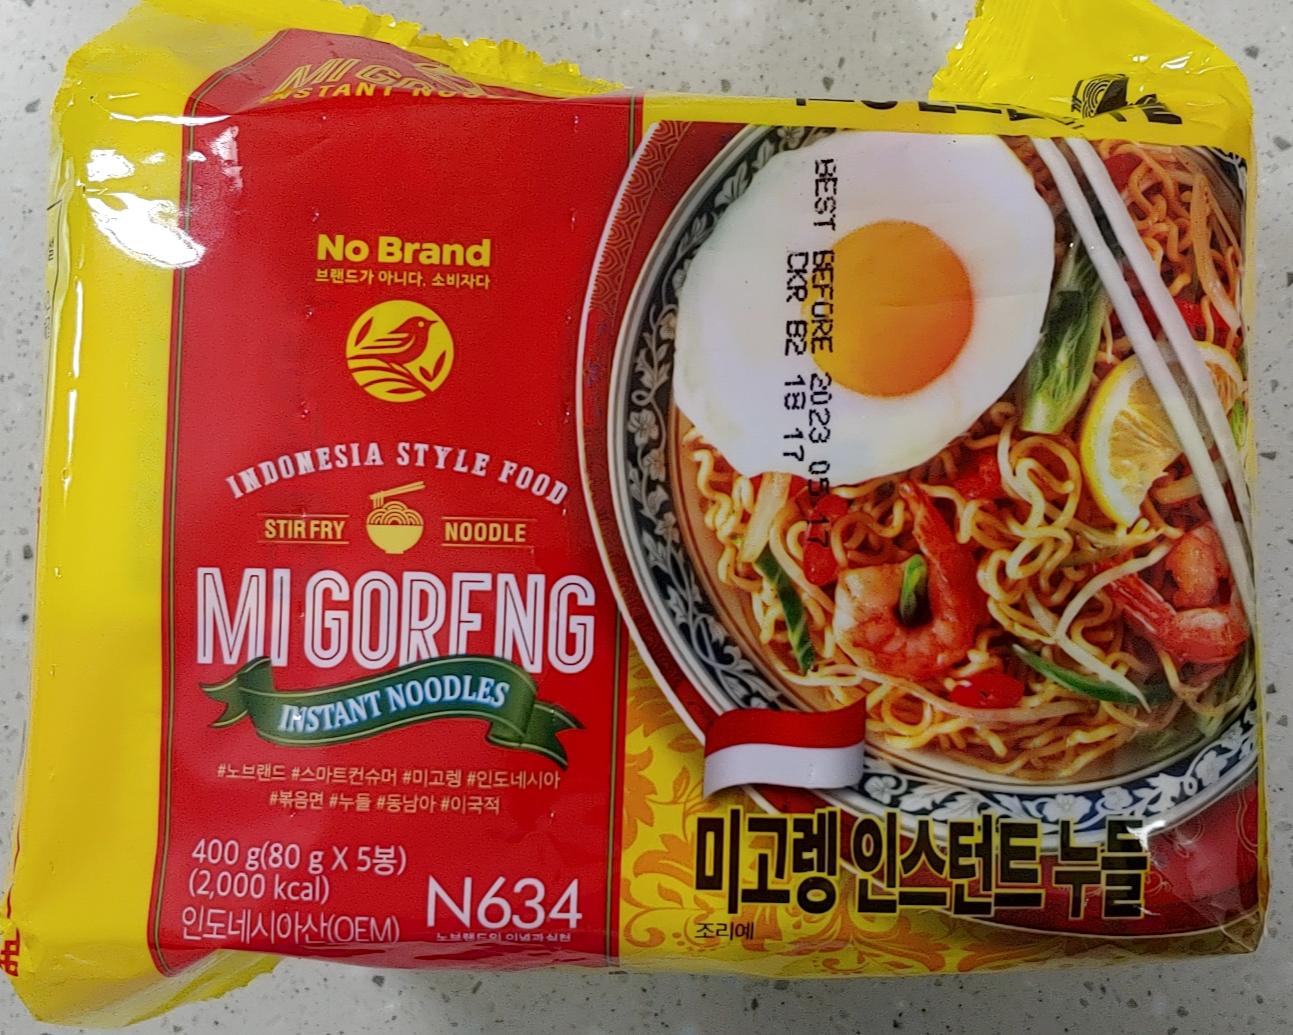 MI GORENG
INSTANT NOODLES
No Brand
브랜드가 아니다. 소비자다
INDONESIA STYLE FOOD
STIR FRY NOODLE
MI GORENG
INSTANT NOODLES
#노브랜드 #스마트컨슈머 #미고렝 #인도네시아
#볶음면 #누들 #동남아 #이국적
400 g(80 g X 5봉)
(2,000 kcal)
인도네시아산(OEM)
N634
BEST BEFORE 2023 05 17
CKR B2 18 17
미고렝 인스턴트 누들
조리예